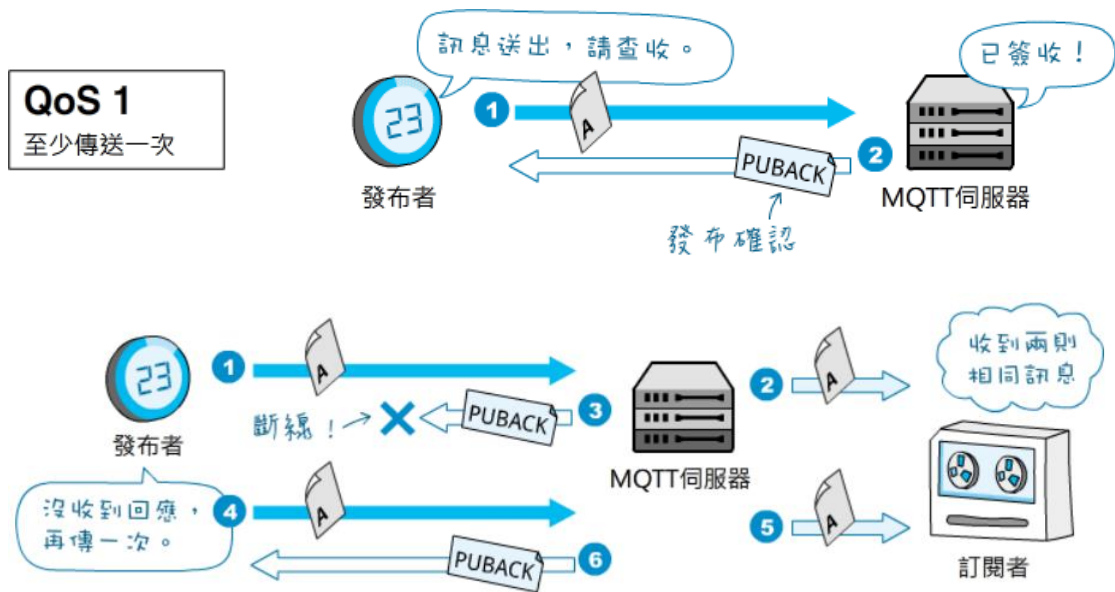 QoS 1
至少傳送一次
訊息送出，請查收。
已簽收！
23
1
A
PUBACK
2
發布者
MQTT伺服器
發布確認
23
1
A
2
A
收到兩則
相同訊息
斷線！
PUBACK
3
發布者
MQTT伺服器
沒收到回應，
再傳一次。
4
A
5
A
PUBACK
6
訂閱者